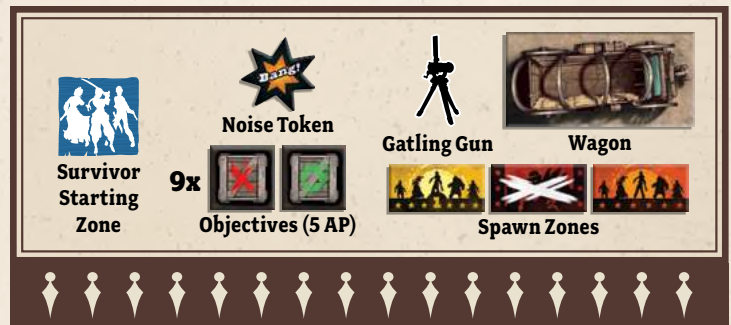 Bang!
Noise Token
Gatling Gun
Wagon
Survivor
Starting
Zone
9x
Objectives (5 AP)
Spawn Zones